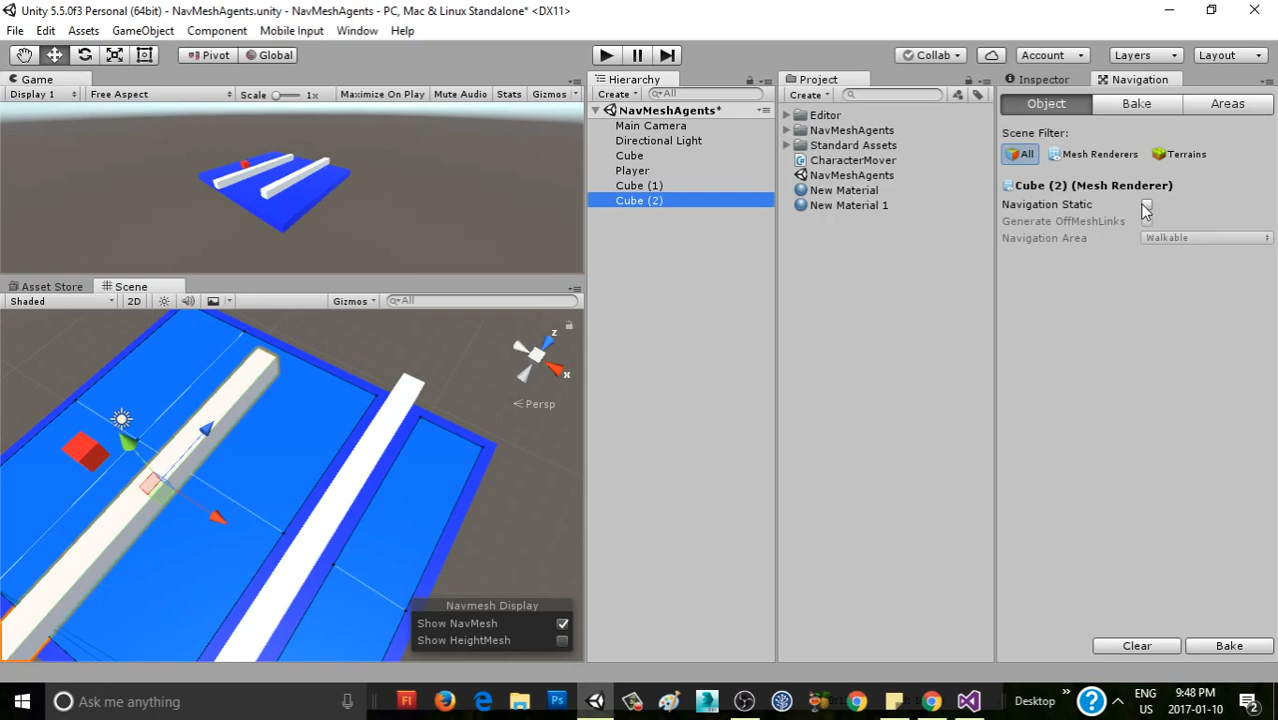 Unity 5.5.0f3 Personal (64bit) - NavMeshAgents.unity - NavMeshAgents - PC, Mac & Linux Standalone* <DX11>
File Edit Assets GameObject Component Mobile Input Window Help
Pivot Global Collab Account Layers Layout
Game
Display 1 Free Aspect Scale 1x Maximize On Play Mute Audio Stats Gizmos
Asset Store Scene
Shaded 2D Gizmos All
z
x
Persp
Navmesh Display
Show NavMesh
Show HeightMesh
Hierarchy
Create All
NavMeshAgents*
Main Camera
Directional Light
Cube
Player
Cube (1)
Cube (2)
Project
Create
Editor
NavMeshAgents
Standard Assets
CharacterMover
NavMeshAgents
New Material
New Material 1
Inspector Navigation
Object Bake Areas
Scene Filter:
All Mesh Renderers Terrains
Cube (2) (Mesh Renderer)
Navigation Static
Generate OffMeshLinks
Navigation Area Walkable
Clear Bake
Ask me anything
Fl
Ps
Desktop
ENG
US
9:48 PM
2017-01-10
2